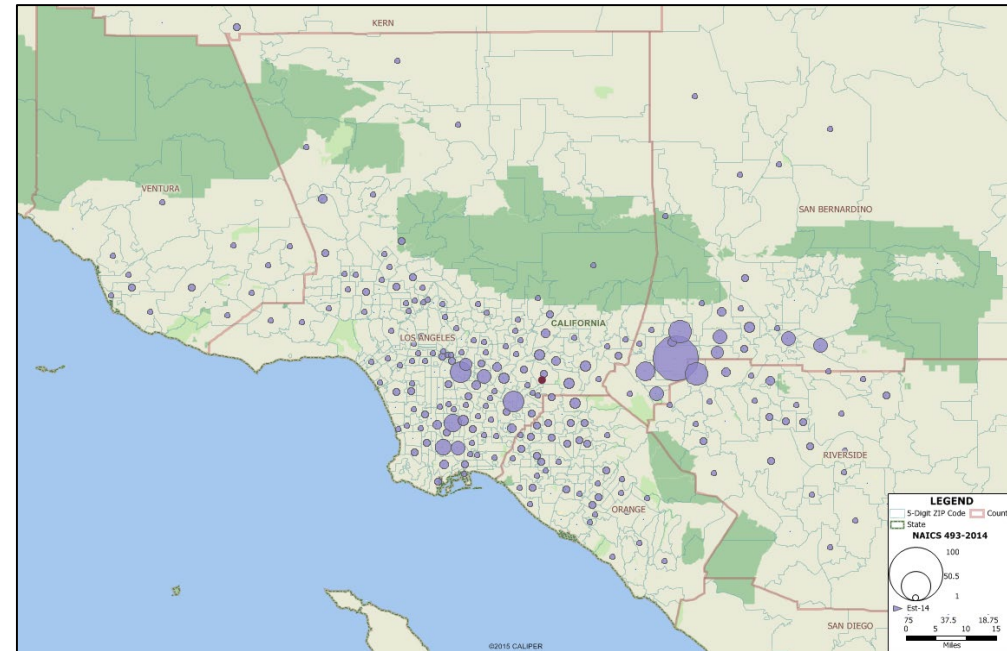 KERN
VENTURA
SAN BERNARDINO
CALIFORNIA
LOS ANGELES
RIVERSIDE
ORANGE
SAN DIEGO
LEGEND
5-Digit ZIP Code Count
State
NAICS 493-2014
100
50.5
1
Est-14
75 37.5 18.75
0 5 10 15
Miles
©2015 CALIPER